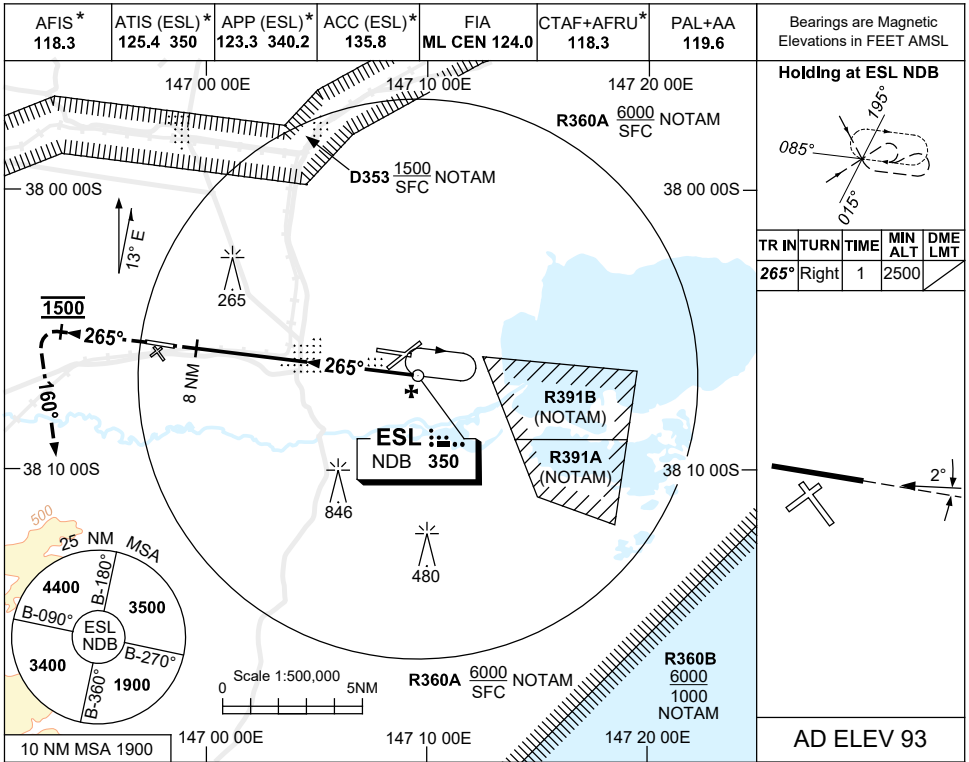 AFIS*
118.3
ATIS (ESL)*
125.4 350
APP (ESL)*
123.3 340.2
ACC (ESL)*
135.8
FIA
ML CEN 124.0
CTAF+AFRU*
118.3
PAL+AA
119.6
Bearings are Magnetic
Elevations in FEET AMSL
147 00 00E
147 10 00E
147 20 00E
R360A 6000
SFC NOTAM
D353 1500
SFC NOTAM
38 00 00S
38 00 00S
13° E
265
1500
265°
265°
160°
8 NM
ESL
NDB 350
R391B
(NOTAM)
R391A
(NOTAM)
38 10 00S
38 10 00S
846
480
500
25 NM MSA
4400
B-180°
3500
B-090°
ESL
NDB
B-270°
3400
B-360°
1900
Scale 1:500,000
0
5NM
R360A 6000
SFC NOTAM
R360B
6000
1000
NOTAM
10 NM MSA 1900
147 00 00E
147 10 00E
147 20 00E
Holding at ESL NDB
195°
085°
015°
TR IN TURN TIME MIN ALT DME LMT
265° Right 1 2500
2°
AD ELEV 93